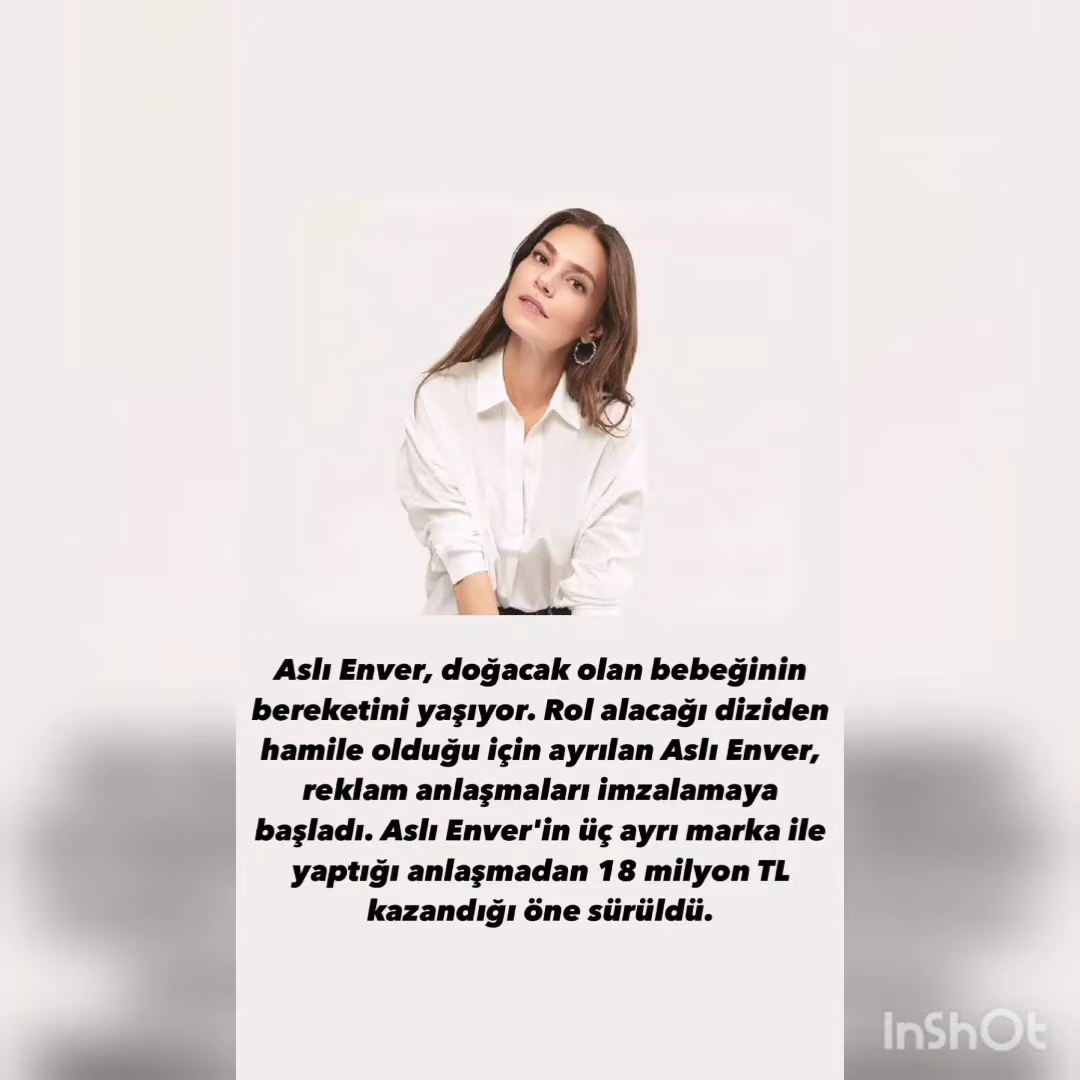 Aslı Enver, doğacak olan bebeğinin
bereketini yaşıyor. Rol alacağı diziden
hamile olduğu için ayrılan Aslı Enver,
reklam anlaşmaları imzalamaya
başladı. Aslı Enver'in üç ayrı marka ile
yaptığı anlaşmadan 18 milyon TL
kazandığı öne sürüldü.
InShOt